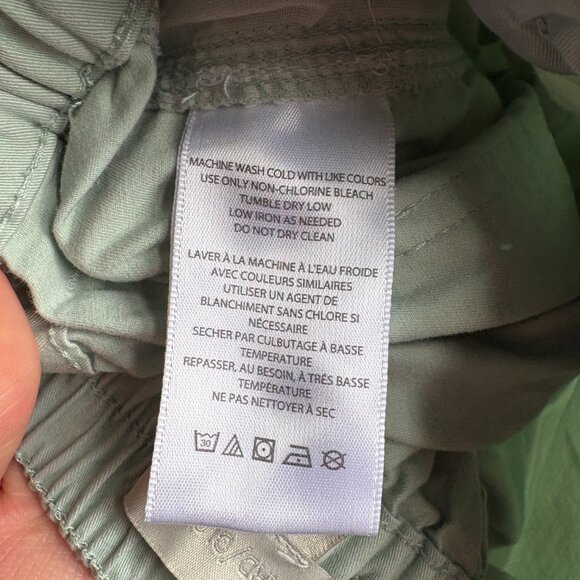 MACHINE WASH COLD WITH LIKE COLORS
USE ONLY NON-CHLORINE BLEACH
TUMBLE DRY LOW
LOW IRON AS NEEDED
DO NOT DRY CLEAN
LAVER À LA MACHINE À L'EAU FROIDE
AVEC COULEURS SIMILAIRES
UTILISER UN AGENT DE
BLANCHIMENT SANS CHLORE SI
NÉCESSAIRE
SECHER PAR CULBUTAGE À BASSE
TEMPERATURE
REPASSER, AU BESOIN, À TRÉS BASSE
TEMPÉRATURE
NE PAS NETTOYER À SEC
30